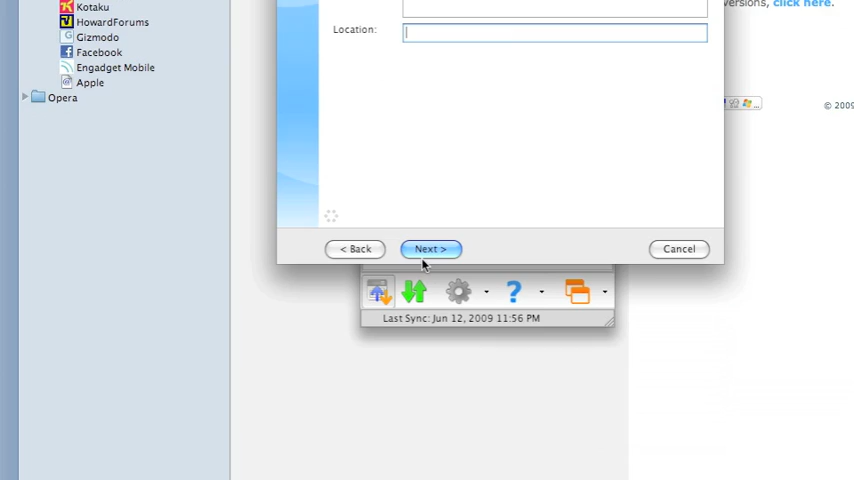 Kotaku
HowardForums
Gizmodo
Facebook
Engadget Mobile
Apple
Opera
Location:
< Back
Next >
Cancel
Last Sync: Jun 12, 2009 11:56 PM
versions, click here.
© 2009